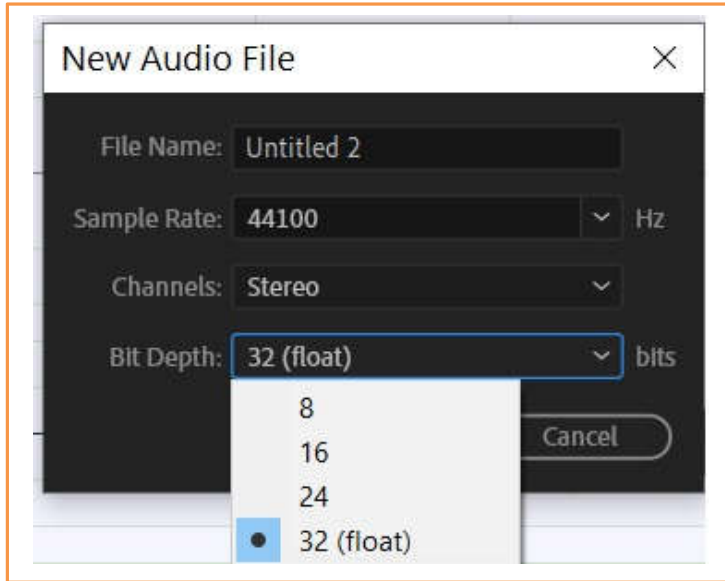 New Audio File
File Name: Untitled 2
Sample Rate: 44100 Hz
Channels: Stereo
Bit Depth: 32 (float) bits
8
Cancel
16
24
32 (float)